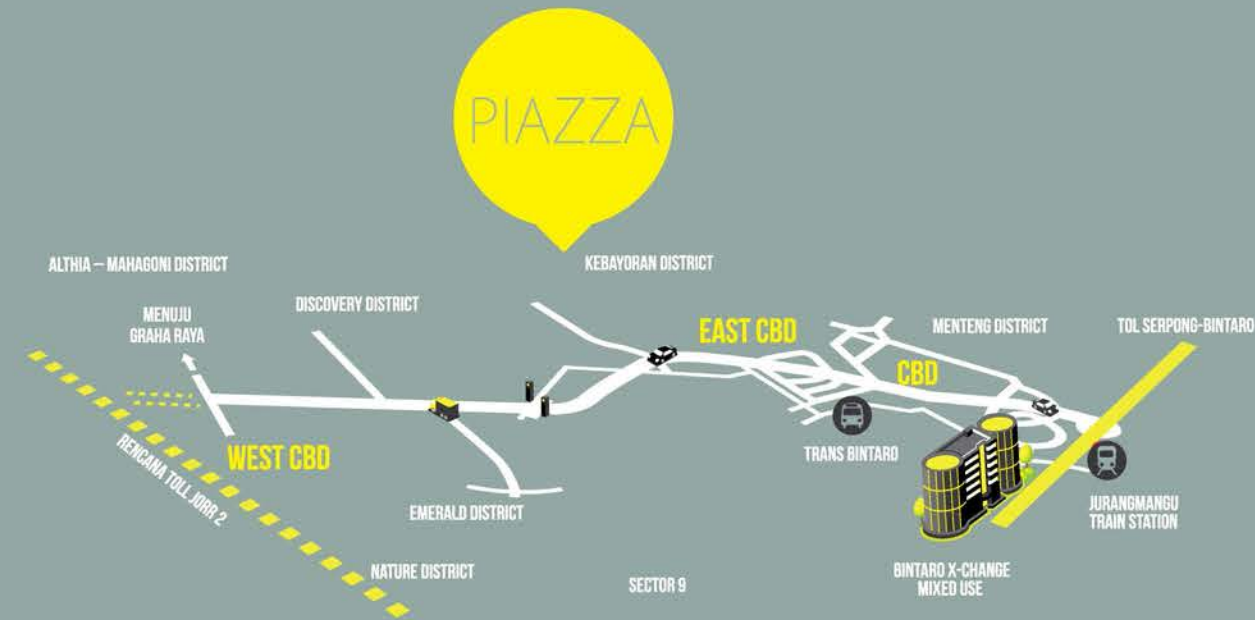 PIAZZA
ALTHIA – MAHAGONI DISTRICT
KEBAYORAN DISTRICT
DISCOVERY DISTRICT
MENUJU
GRAHA RAYA
EAST CBD
MENTENG DISTRICT
TOL SERPONG-BINTARO
CBD
WEST CBD
RENCANA TOLL JORR 2
TRANS BINTARO
EMERALD DISTRICT
JURANGMANGU
TRAIN STATION
NATURE DISTRICT
SECTOR 9
BINTARO X-CHANGE
MIXED USE